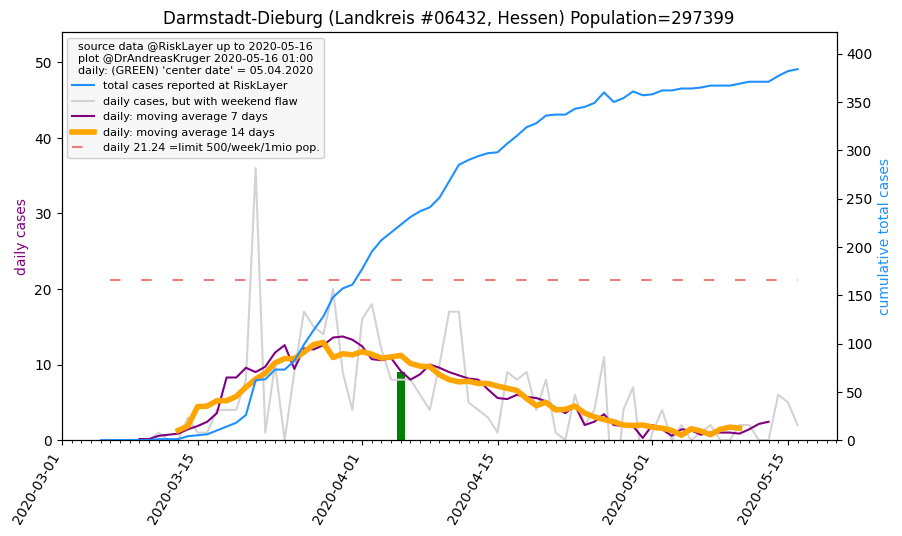 Darmstadt-Dieburg (Landkreis #06432, Hessen) Population=297399
source data @RiskLayer up to 2020-05-16
plot @DrAndreasKruger 2020-05-16 01:00
daily: (GREEN) 'center date' = 05.04.2020
total cases reported at RiskLayer
daily cases, but with weekend flaw
daily: moving average 7 days
daily: moving average 14 days
daily 21.24 =limit 500/week/1mio pop.
daily cases
50
40
30
20
10
0
cumulative total cases
400
350
300
250
200
150
100
50
0
2020-03-01
2020-03-15
2020-04-01
2020-04-15
2020-05-01
2020-05-15